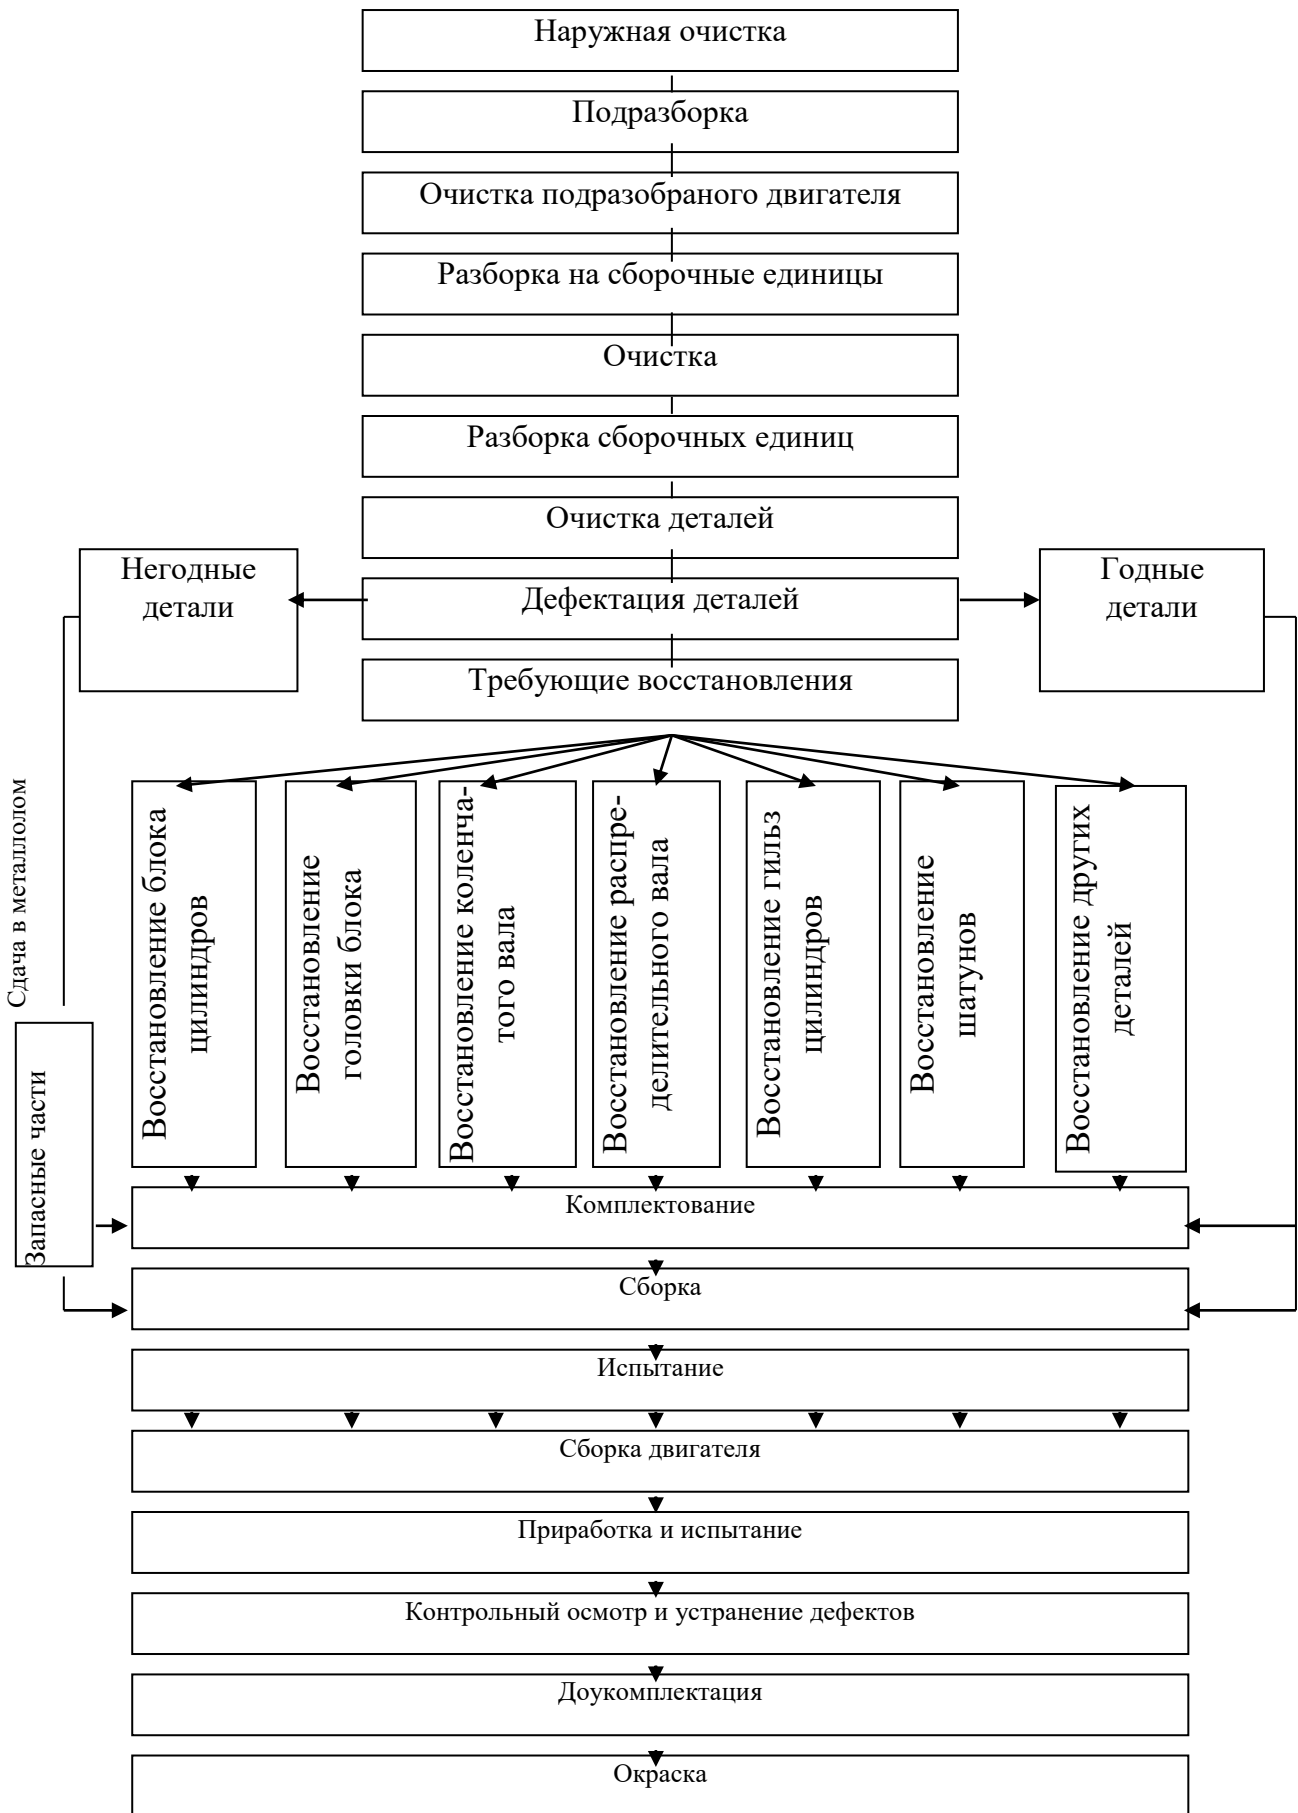 Наружная очистка
Подразборка
Очистка подразобраного двигателя
Разборка на сборочные единицы
Очистка
Разборка сборочных единиц
Очистка деталей
Негодные
детали
Дефектация деталей
Годные
детали
Требующие восстановления
Сдача в металлолом
Восстановление блока
цилиндров
Восстановление
головки блока
Восстановление коленча-
того вала
Восстановление распре-
делительного вала
Восстановление гильз
цилиндров
Восстановление
шатунов
Восстановление других
деталей
Запасные части
Комплектование
Сборка
Испытание
Сборка двигателя
Приработка и испытание
Контрольный осмотр и устранение дефектов
Доукомплектация
Окраска